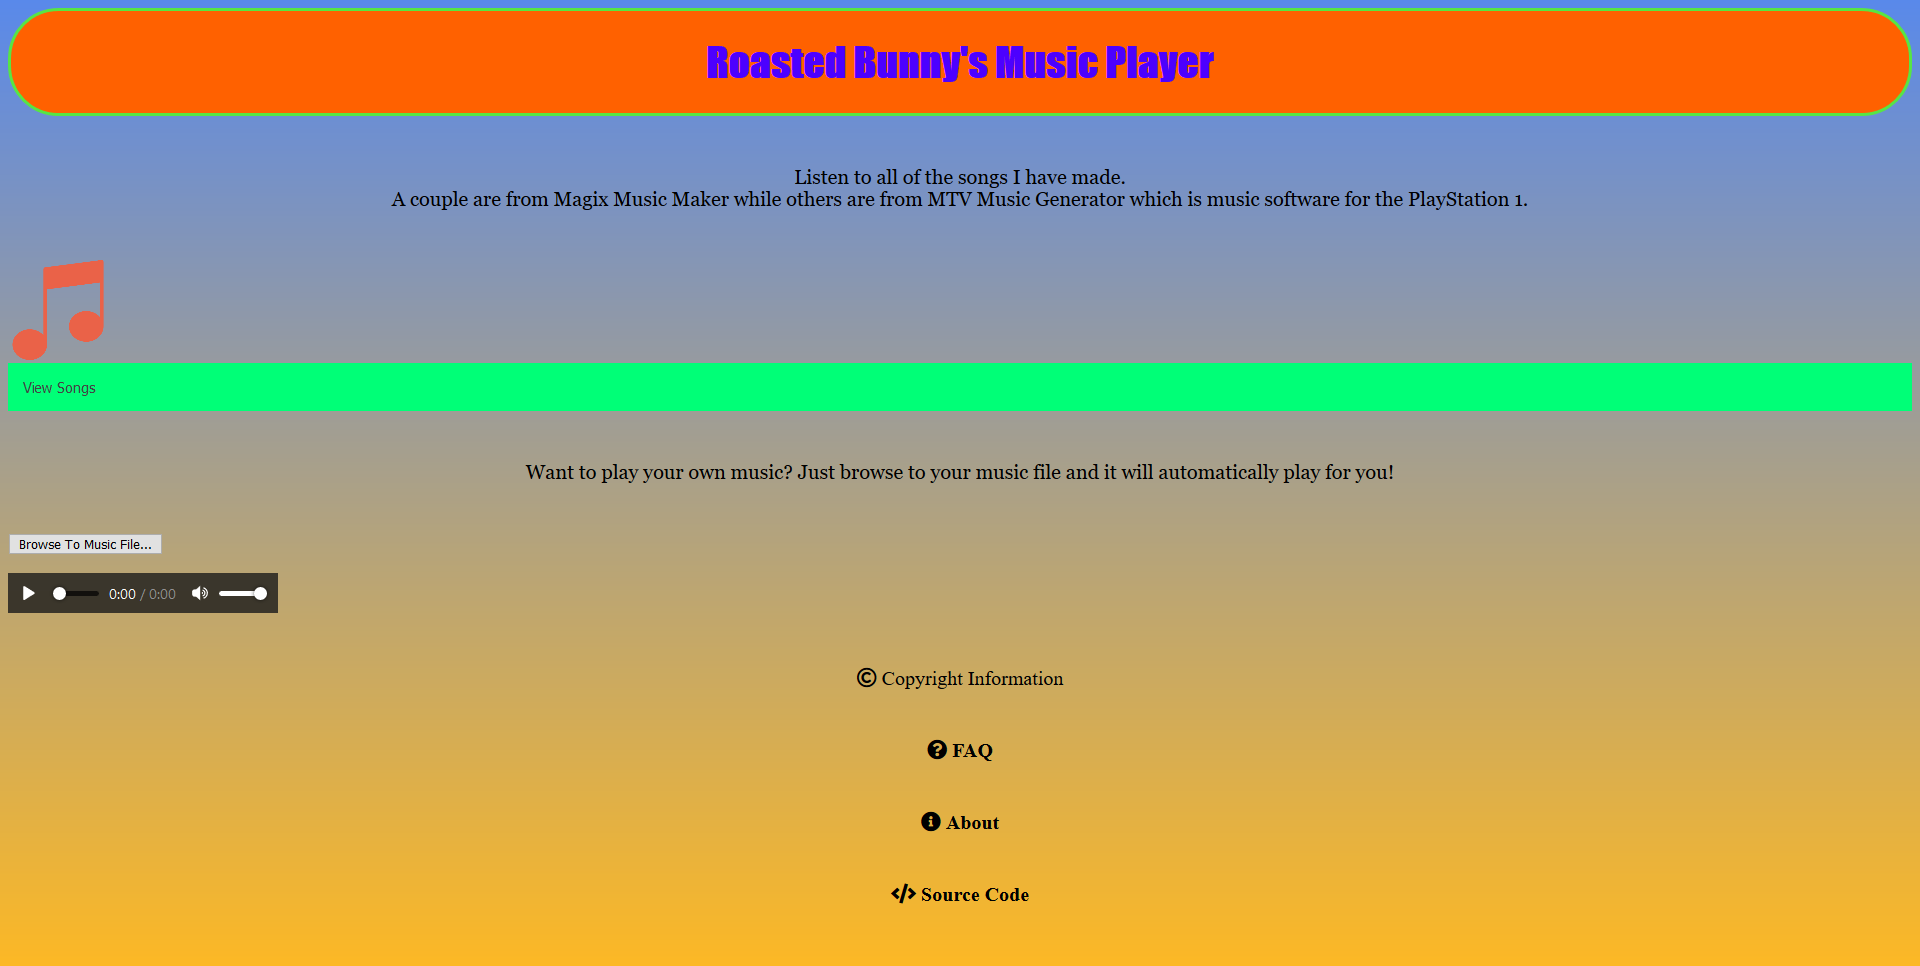 Roasted Bunny's Music Player
Listen to all of the songs I have made.
A couple are from Magix Music Maker while others are from MTV Music Generator which is music software for the PlayStation 1.
View Songs
Want to play your own music? Just browse to your music file and it will automatically play for you!
Browse To Music File...
0:00 / 0:00
© Copyright Information
FAQ
About
Source Code